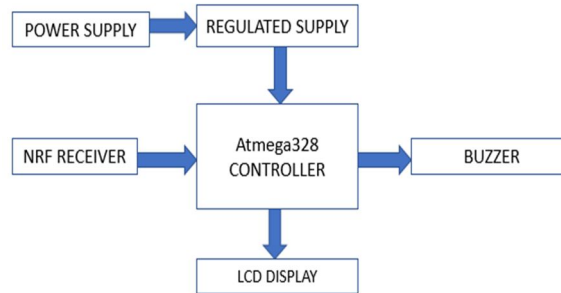 POWER SUPPLY
REGULATED SUPPLY
NRF RECEIVER
Atmega328
CONTROLLER
BUZZER
LCD DISPLAY